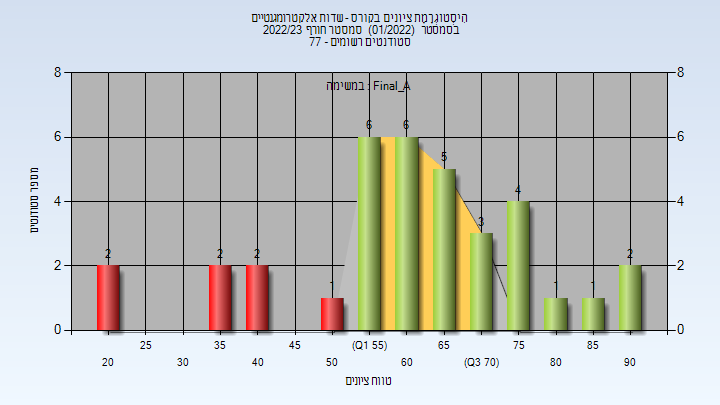 היסטוגרמת ציונים בקורס - שדות אלקטרומגנטיים
בסמסטר (01/2022) סמסטר חורף 2022/23
סטודנטים רשומים - 77
במשימה : Final_A
מספר סטודנטים
8 8
6 6
4 4
2 2
0 0
2 2 2 1 6 6 5 3 4 1 1 2
25 35 45 (Q1 55) 65 75 85
20 30 40 50 60 (Q3 70) 80 90
טווח ציונים